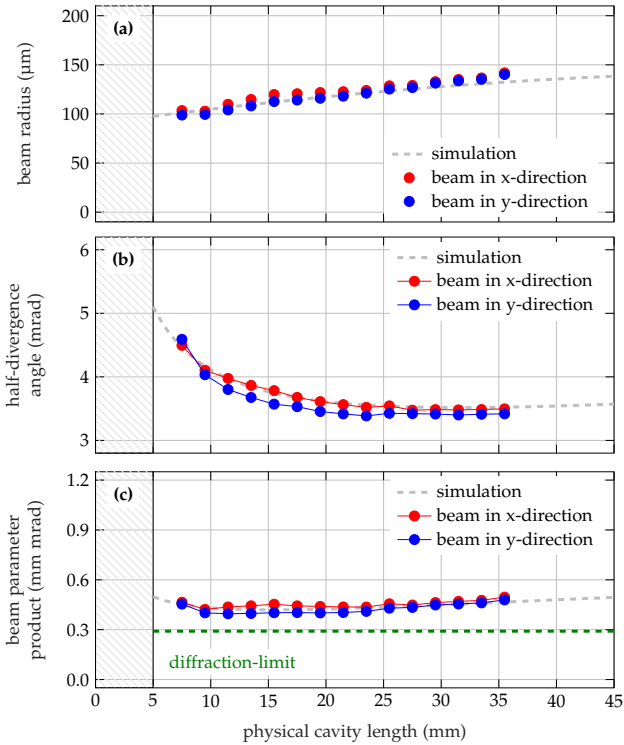 200
150
100
50
0
beam radius (μm)
(a)
simulation
beam in x-direction
beam in y-direction
6
5
4
3
half-divergence
angle (mrad)
(b)
simulation
beam in x-direction
beam in y-direction
1.2
0.9
0.6
0.3
0.0
beam parameter
product (mm mrad)
(c)
simulation
beam in x-direction
beam in y-direction
diffraction-limit
0 5 10 15 20 25 30 35 40 45
physical cavity length (mm)